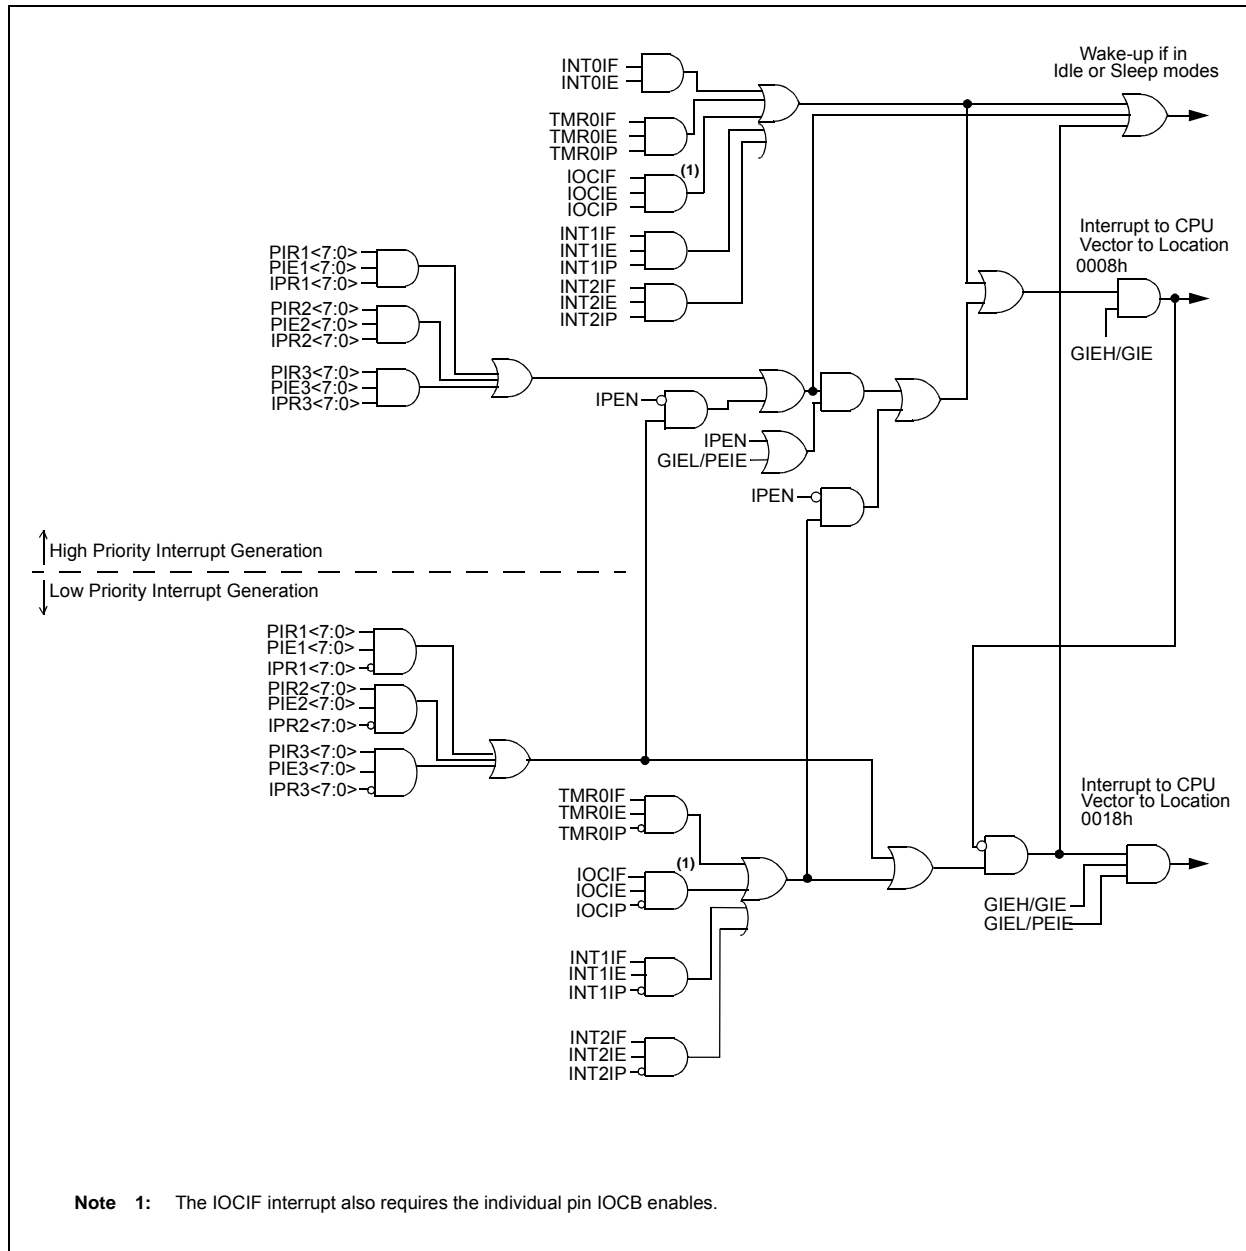 Wake-up if in
Idle or Sleep modes
INT0IF
INT0IE
TMR0IF
TMR0IE
TMR0IP
(1)
IOCIF
IOCIE
IOCIP
INT1IF
INT1IE
INT1IP
INT2IF
INT2IE
INT2IP
Interrupt to CPU
Vector to Location
0008h
PIR1<7:0>
PIE1<7:0>
IPR1<7:0>
PIR2<7:0>
PIE2<7:0>
IPR2<7:0>
PIR3<7:0>
PIE3<7:0>
IPR3<7:0>
GIEH/GIE
IPEN
IPEN
GIEL/PEIE
IPEN
High Priority Interrupt Generation
Low Priority Interrupt Generation
PIR1<7:0>
PIE1<7:0>
IPR1<7:0>
PIR2<7:0>
PIE2<7:0>
IPR2<7:0>
PIR3<7:0>
PIE3<7:0>
IPR3<7:0>
TMR0IF
TMR0IE
TMR0IP
(1)
IOCIF
IOCIE
IOCIP
INT1IF
INT1IE
INT1IP
INT2IF
INT2IE
INT2IP
Interrupt to CPU
Vector to Location
0018h
GIEH/GIE
GIEL/PEIE
Note 1: The IOCIF interrupt also requires the individual pin IOCB enables.